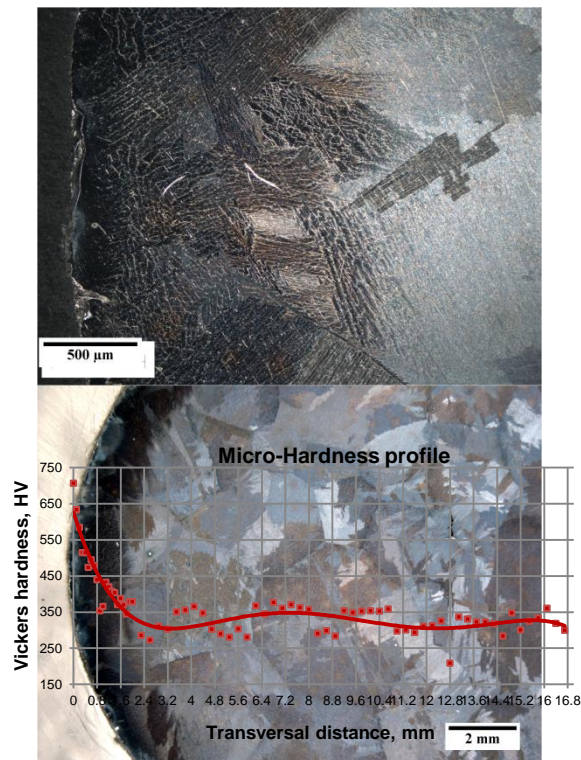 500 µm
Micro-Hardness profile
Vickers hardness, HV
750
650
550
450
350
250
150
0 0.8 1.6 2.4 3.2 4 4.8 5.6 6.4 7.2 8 8.8 9.6 10.4 11.2 12 12.8 13.6 14.4 15.2 16 16.8
Transversal distance, mm
2 mm